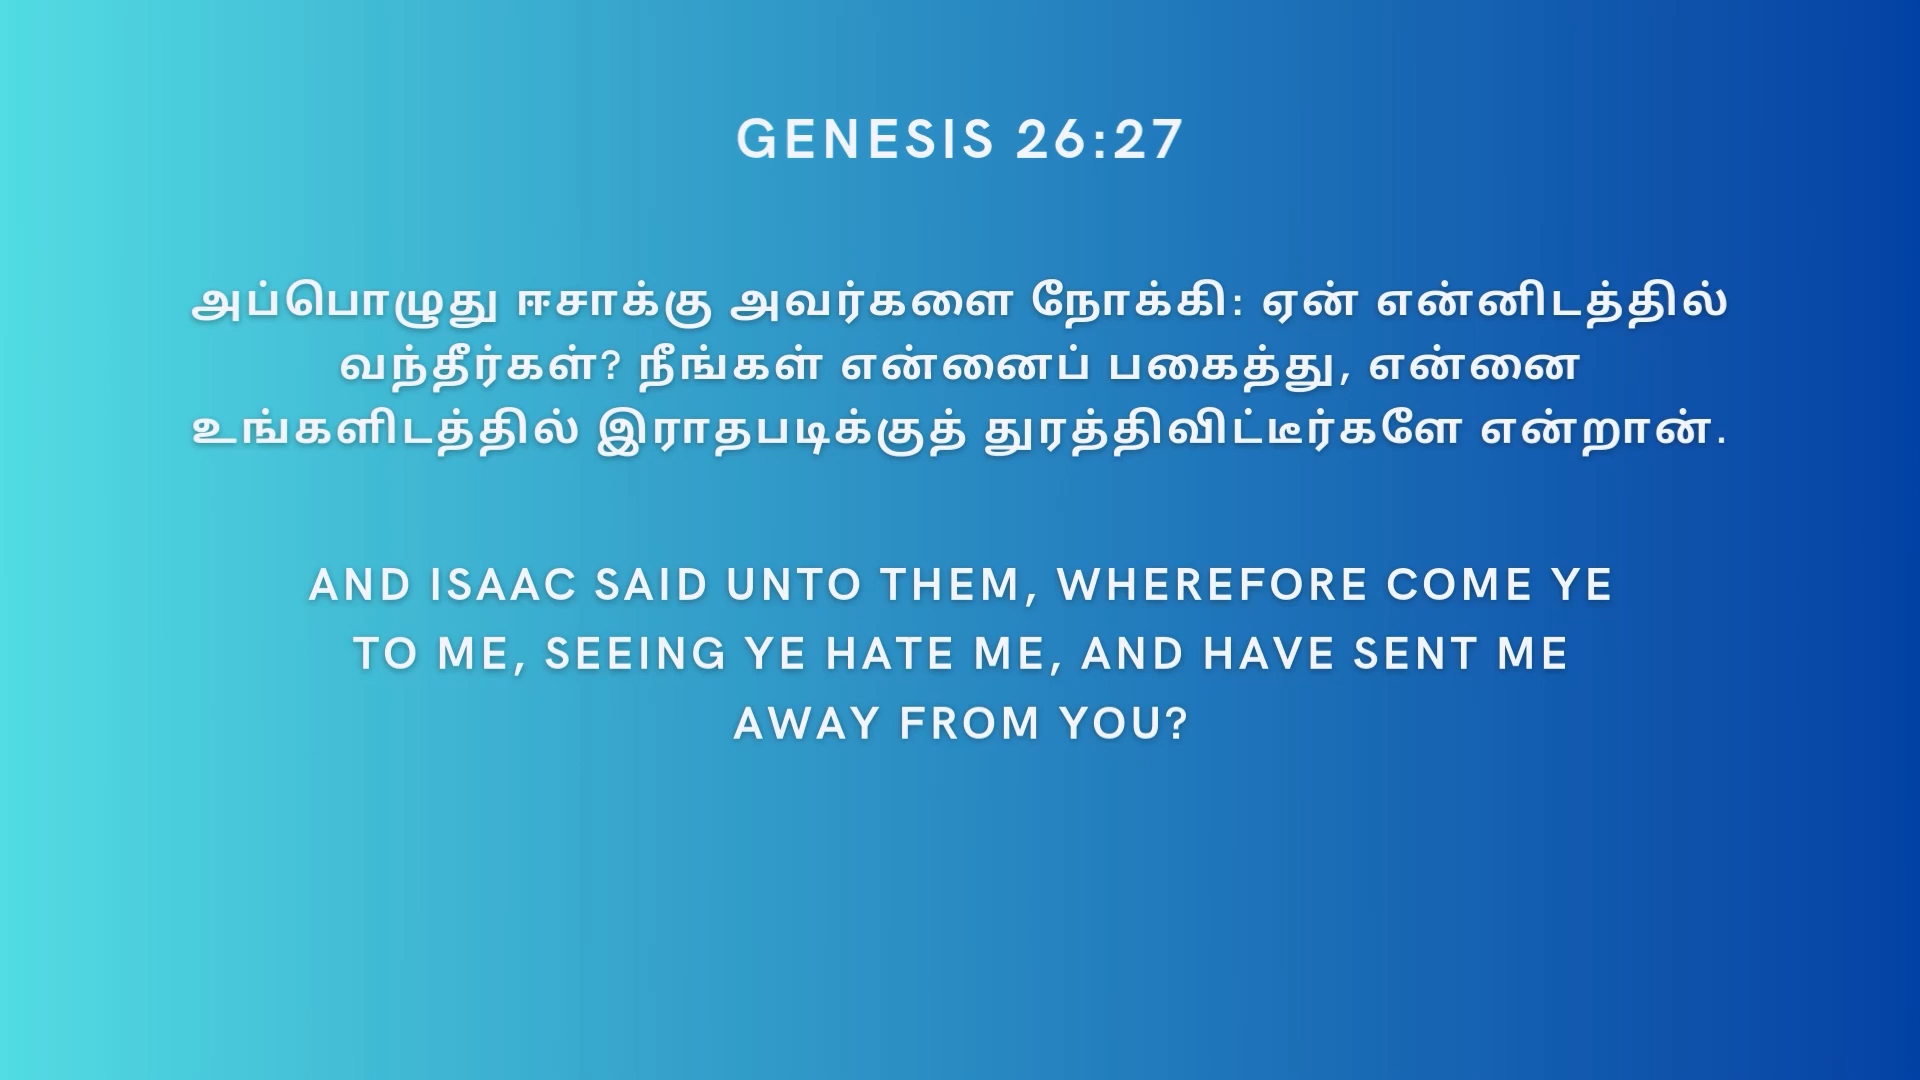 GENESIS 26:27
அப்பொழுது ஈசாக்கு அவர்களை நோக்கி: ஏன் என்னிடத்தில்
வந்தீர்கள்? நீங்கள் என்னைப் பகைத்து, என்னை
உங்களிடத்தில் இராதபடிக்குத் துரத்திவிட்டீர்களே என்றான்.
AND ISAAC SAID UNTO THEM, WHEREFORE COME YE
TO ME, SEEING YE HATE ME, AND HAVE SENT ME
AWAY FROM YOU?